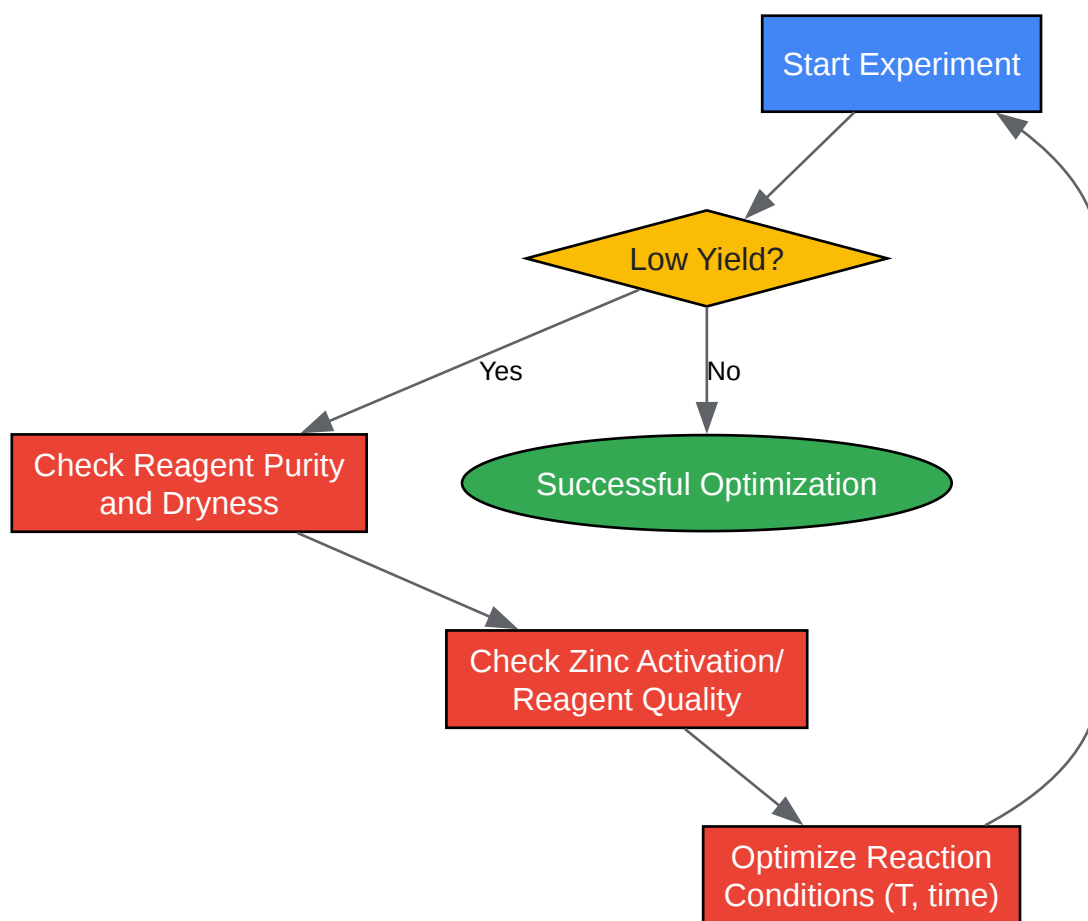 Start Experiment
Low Yield?
Yes
No
Check Reagent Purity
and Dryness
Successful Optimization
Check Zinc Activation/
Reagent Quality
Optimize Reaction
Conditions (T, time)